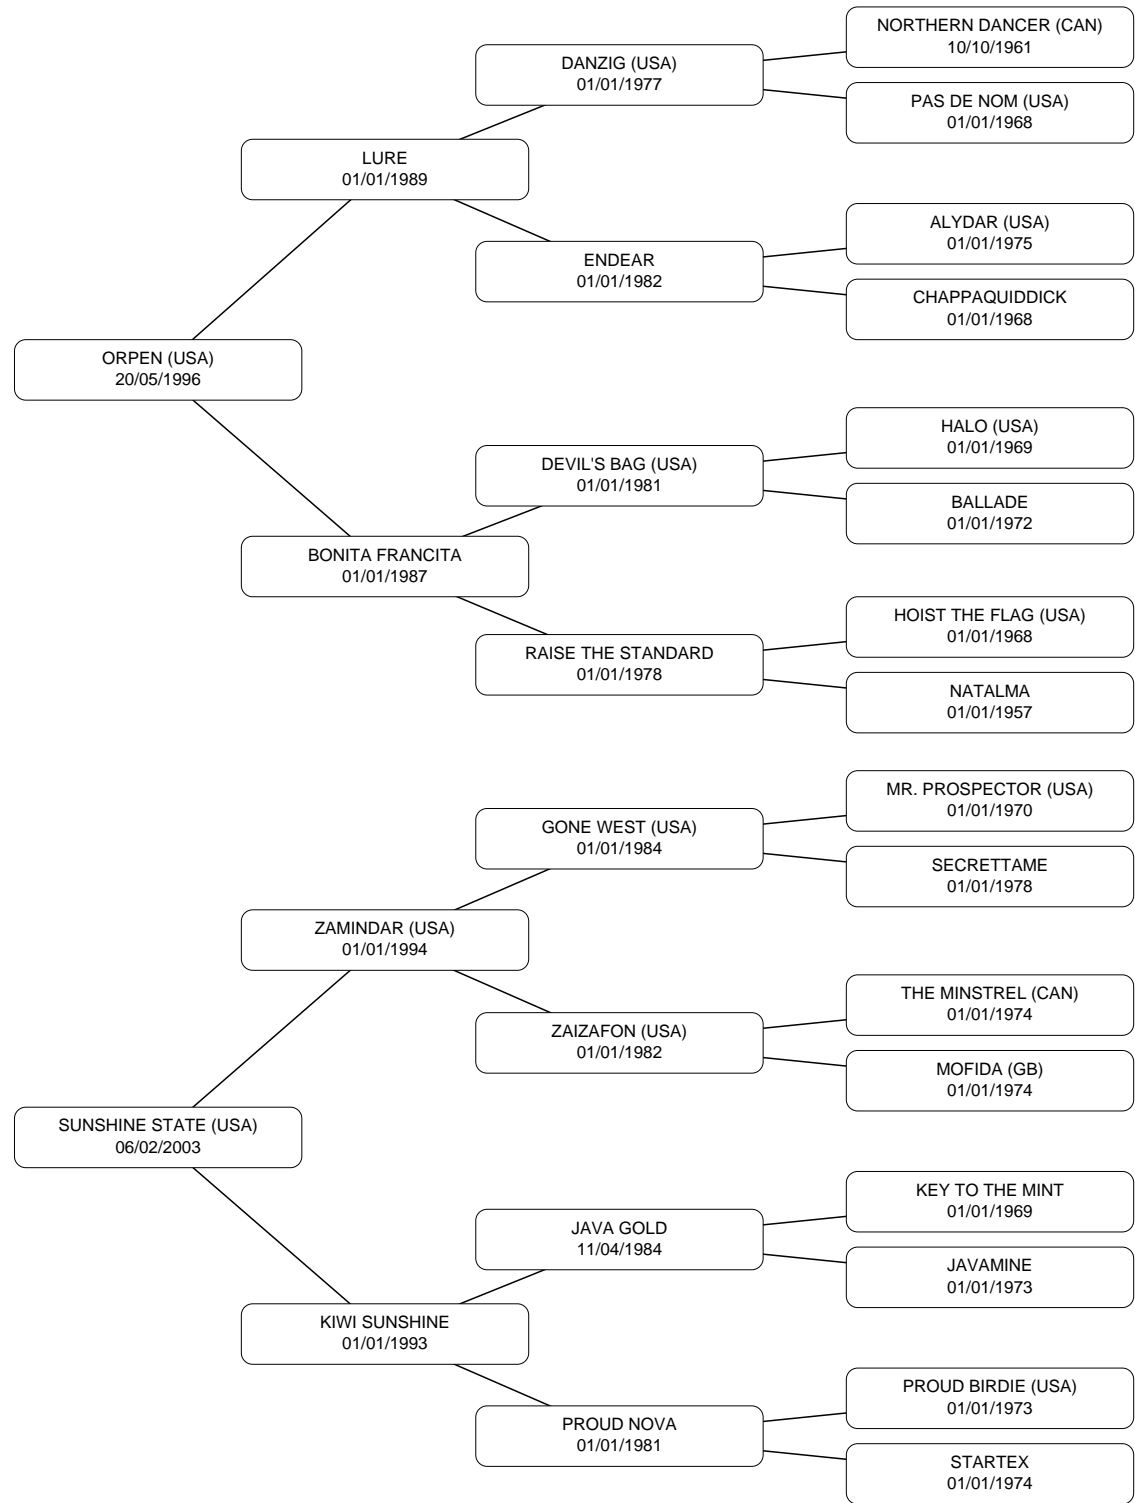 NORTHERN DANCER (CAN)
10/10/1961
DANZIG (USA)
01/01/1977
PAS DE NOM (USA)
01/01/1968
LURE
01/01/1989
ALYDAR (USA)
01/01/1975
ENDEAR
01/01/1982
CHAPPAQUIDDICK
01/01/1968
ORPEN (USA)
20/05/1996
HALO (USA)
01/01/1969
DEVIL'S BAG (USA)
01/01/1981
BALLADE
01/01/1972
BONITA FRANCITA
01/01/1987
HOIST THE FLAG (USA)
01/01/1968
RAISE THE STANDARD
01/01/1978
NATALMA
01/01/1957
MR. PROSPECTOR (USA)
01/01/1970
GONE WEST (USA)
01/01/1984
SECRETTAME
01/01/1978
ZAMINDAR (USA)
01/01/1994
THE MINSTREL (CAN)
01/01/1974
ZAIZAFON (USA)
01/01/1982
MOFIDA (GB)
01/01/1974
SUNSHINE STATE (USA)
06/02/2003
KEY TO THE MINT
01/01/1969
JAVA GOLD
11/04/1984
JAVAMINE
01/01/1973
KIWI SUNSHINE
01/01/1993
PROUD BIRDIE (USA)
01/01/1973
PROUD NOVA
01/01/1981
STARTEX
01/01/1974